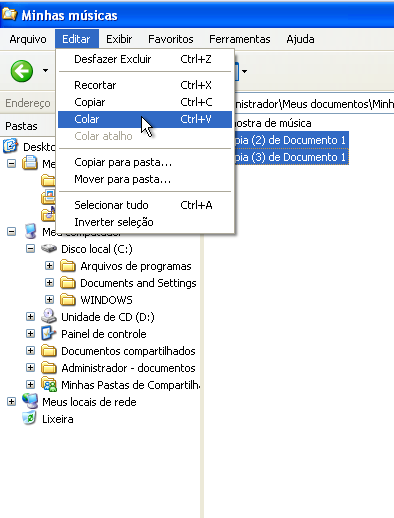 Minhas músicas
Arquivo Editar Exibir Favoritos Ferramentas Ajuda
Desfazer Excluir Ctrl+Z
Recortar Ctrl+X
Copiar Ctrl+C
Colar Ctrl+V
Colar atalho
Copiar para pasta...
Mover para pasta...
Selecionar tudo Ctrl+A
Inverter seleção
Endereço nistrador\Meus documentos\Minh
Pastas
ostra de música
pia (2) de Documento 1
pia (3) de Documento 1
Deskto
Me
Me
Disco local (C:)
Arquivos de programas
Documents and Settings
WINDOWS
Unidade de CD (D:)
Painel de controle
Documentos compartilhados
Administrador - documentos
Minhas Pastas de Compartilh
Meus locais de rede
Lixeira